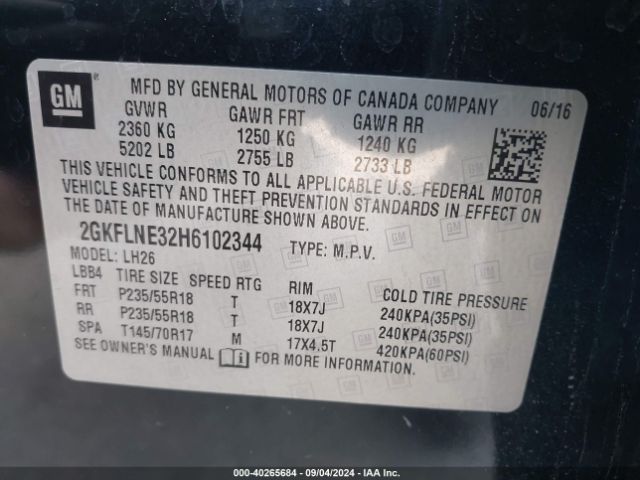 GM
MFD BY GENERAL MOTORS OF CANADA COMPANY 06/16
GVWR GAWR FRT GAWR RR
2360 KG 1250 KG 1240 KG
5202 LB 2755 LB 2733 LB
THIS VEHICLE CONFORMS TO ALL APPLICABLE U.S. FEDERAL MOTOR
VEHICLE SAFETY AND THEFT PREVENTION STANDARDS IN EFFECT ON
THE DATE OF MANUFACTURE SHOWN ABOVE.
2GKFLNE32H6102344 TYPE: M.P.V.
MODEL: LH26
LBB4 TIRE SIZE SPEED RTG RIM COLD TIRE PRESSURE
FRT P235/55R18 T 18X7J 240KPA(35PSI)
RR P235/55R18 T 18X7J 240KPA(35PSI)
SPA T145/70R17 M 17X4.5T 420KPA(60PSI)
SEE OWNER'S MANUAL FOR MORE INFORMATION.
000-40265684 - 09/04/2024 - IAA Inc.